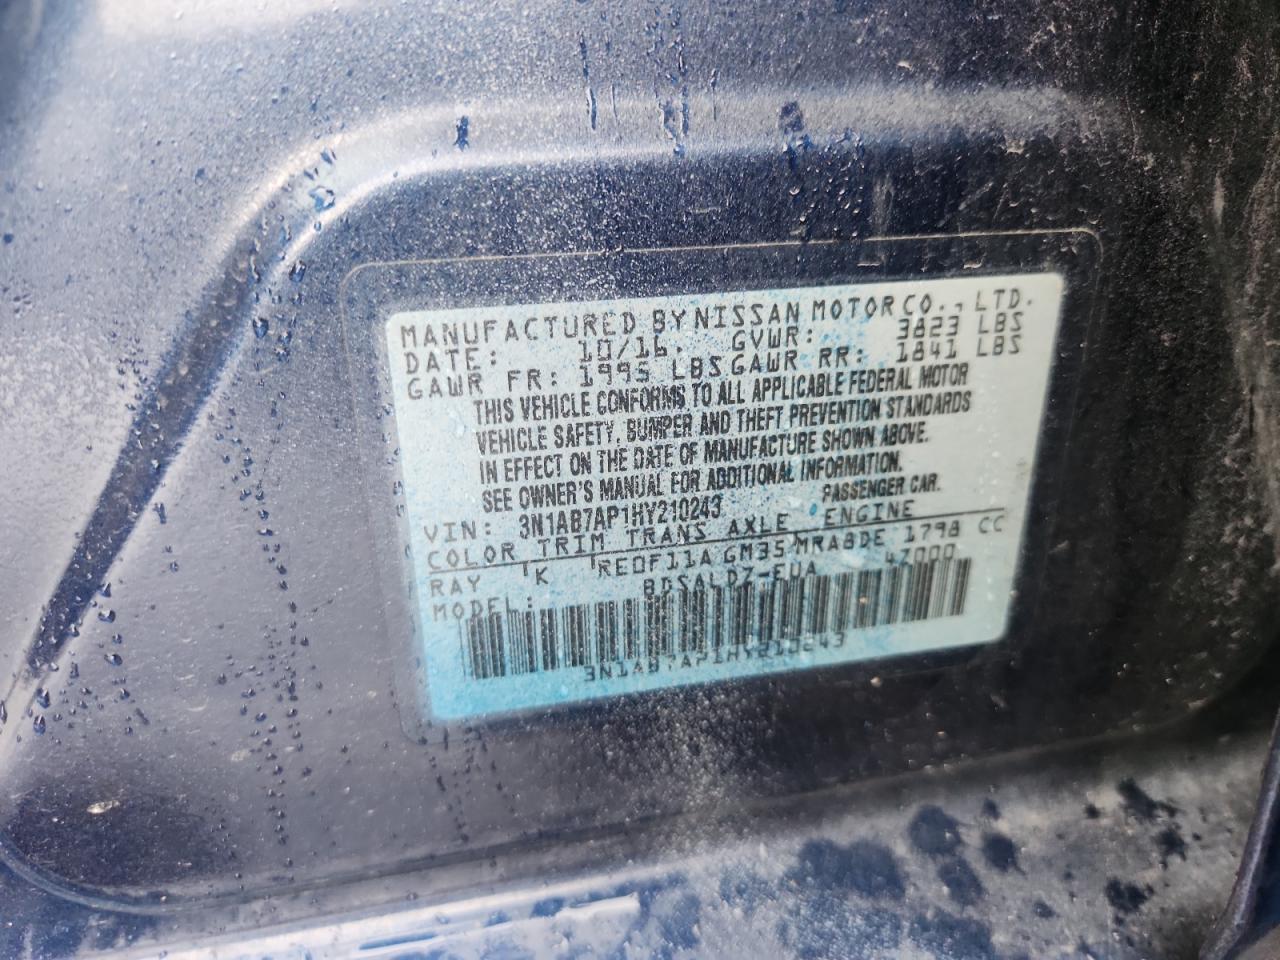 MANUFACTURED BY NISSAN MOTOR CO., LTD.
DATE: 10/16. GVWR: 3823 LBS
GAWR FR: 1995 LBS GAWR RR: 1841 LBS
THIS VEHICLE CONFORMS TO ALL APPLICABLE FEDERAL MOTOR
VEHICLE SAFETY, BUMPER AND THEFT PREVENTION STANDARDS
IN EFFECT ON THE DATE OF MANUFACTURE SHOWN ABOVE.
SEE OWNER'S MANUAL FOR ADDITIONAL INFORMATION.
VIN: 3N1AB7AP1HY210243 PASSENGER CAR.
COLOR TRIM TRANS AXLE ENGINE
RAY K RE0F11A GM35 MRA8DE 1798 CC
MODEL: BDSALDZ-EUA 47000
3N1AB7AP1HY210243